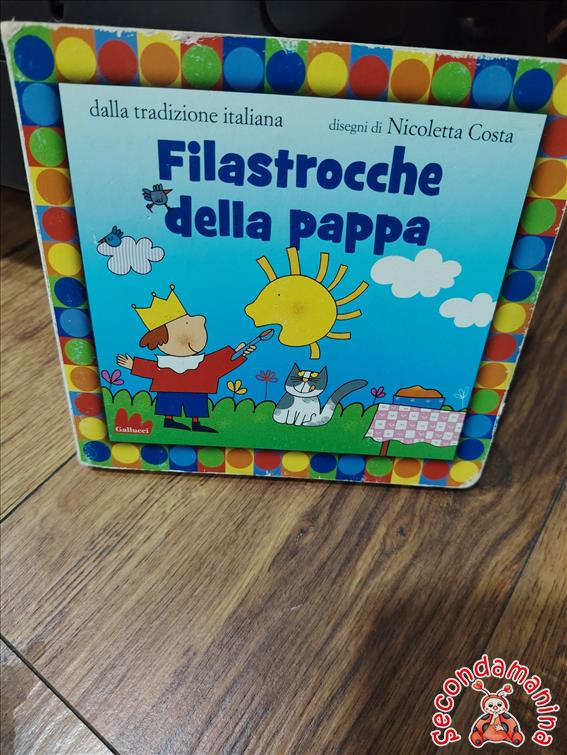 dalla tradizione italiana
disegni di Nicoletta Costa
Filastrocche
della pappa
Gallucci
Secondamanina